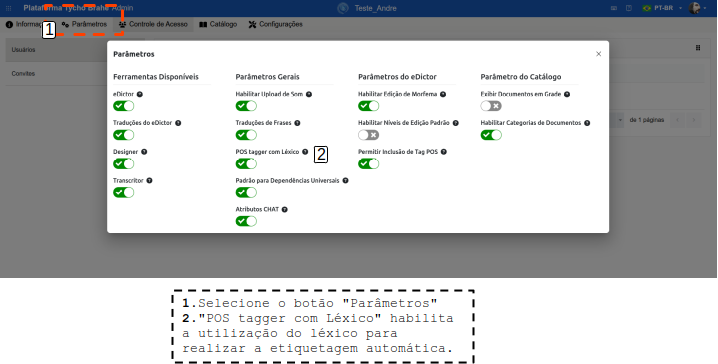 Plataforma Tycho Brahe Admin
Teste_Andre
PT-BR
Parâmetros
Controle de Acesso
Catálogo
Configurações
1
Usuários
Convites
de 1 páginas
Parâmetros
Ferramentas Disponíveis
eDictor
Traduções do eDictor
Designer
Transcritor
Parâmetros Gerais
Habilitar Upload de Som
Traduções de Frases
POS tagger com Léxico
2
Padrão para Dependências Universais
Atributos CHAT
Parâmetros do eDictor
Habilitar Edição de Morfema
Habilitar Níveis de Edição Padrão
Permitir Inclusão de Tag POS
Parâmetro do Catálogo
Exibir Documentos em Grade
Habilitar Categorias de Documentos
1.Selecione o botão "Parâmetros"
2."POS tagger com Léxico" habilita
a utilização do léxico para
realizar a etiquetagem automática.